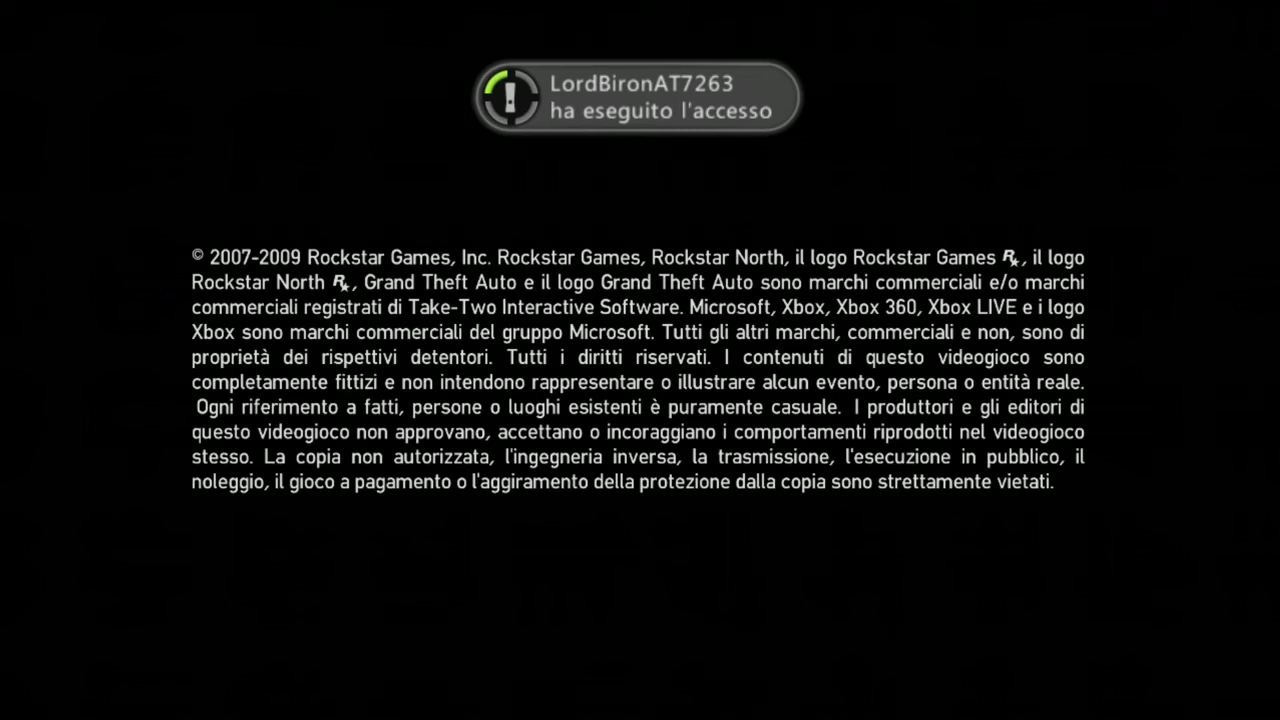 LordBironAT7263
ha eseguito l'accesso
© 2007-2009 Rockstar Games, Inc. Rockstar Games, Rockstar North, il logo Rockstar Games R★, il logo
Rockstar North R★, Grand Theft Auto e il logo Grand Theft Auto sono marchi commerciali e/o marchi
commerciali registrati di Take-Two Interactive Software. Microsoft, Xbox, Xbox 360, Xbox LIVE e i logo
Xbox sono marchi commerciali del gruppo Microsoft. Tutti gli altri marchi, commerciali e non, sono di
proprietà dei rispettivi detentori. Tutti i diritti riservati. I contenuti di questo videogioco sono
completamente fittizi e non intendono rappresentare o illustrare alcun evento, persona o entità reale.
Ogni riferimento a fatti, persone o luoghi esistenti è puramente casuale. I produttori e gli editori di
questo videogioco non approvano, accettano o incoraggiano i comportamenti riprodotti nel videogioco
stesso. La copia non autorizzata, l'ingegneria inversa, la trasmissione, l'esecuzione in pubblico, il
noleggio, il gioco a pagamento o l'aggiramento della protezione dalla copia sono strettamente vietati.